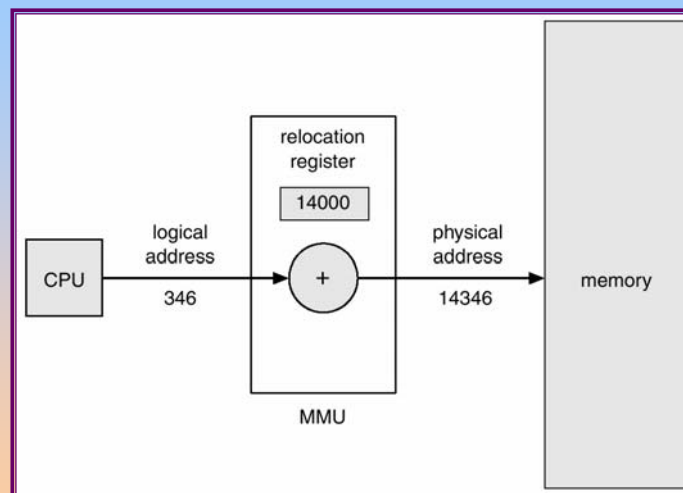 relocation
register
14000
logical
address
physical
address
CPU
+
memory
346
14346
MMU